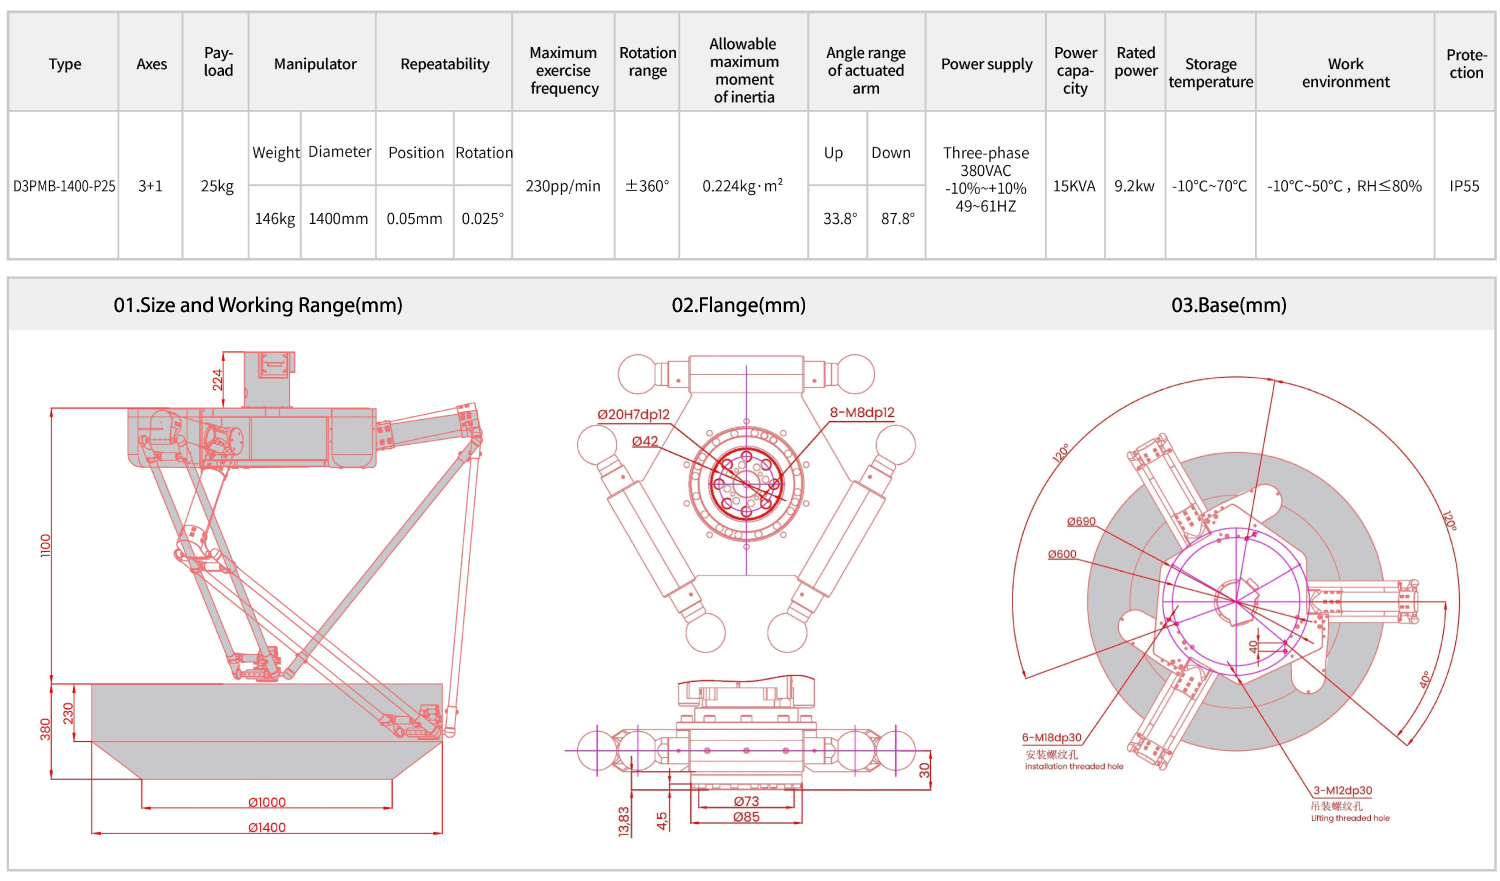 Type
Axes
Pay-
load
Manipulator
Repeatability
Maximum
exercise
frequency
Rotation
range
Allowable
maximum
moment
of inertia
Angle range
of actuated
arm
Power supply
Power
capa-
city
Rated
power
Storage
temperature
Work
environment
Prote-
ction
D3PMB-1400-P25
3+1
25kg
Weight
Diameter
Position
Rotation
146kg
1400mm
0.05mm
0.025°
230pp/min
±360°
0.224kg·m²
Up
Down
33.8°
87.8°
Three-phase
380VAC
-10%~+10%
49~61HZ
15KVA
9.2kw
-10℃~70℃
-10℃~50℃ , RH≤80%
IP55
01.Size and Working Range(mm)
02.Flange(mm)
03.Base(mm)
224
1100
380
230
Ø1000
Ø1400
Ø20H7dp12
Ø42
8-M8dp12
30
13,83
4,5
Ø73
Ø85
120°
120°
Ø690
Ø600
40
40°
6-M18dp30
安装螺纹孔
installation threaded hole
3-M12dp30
吊装螺纹孔
Lifting threaded hole